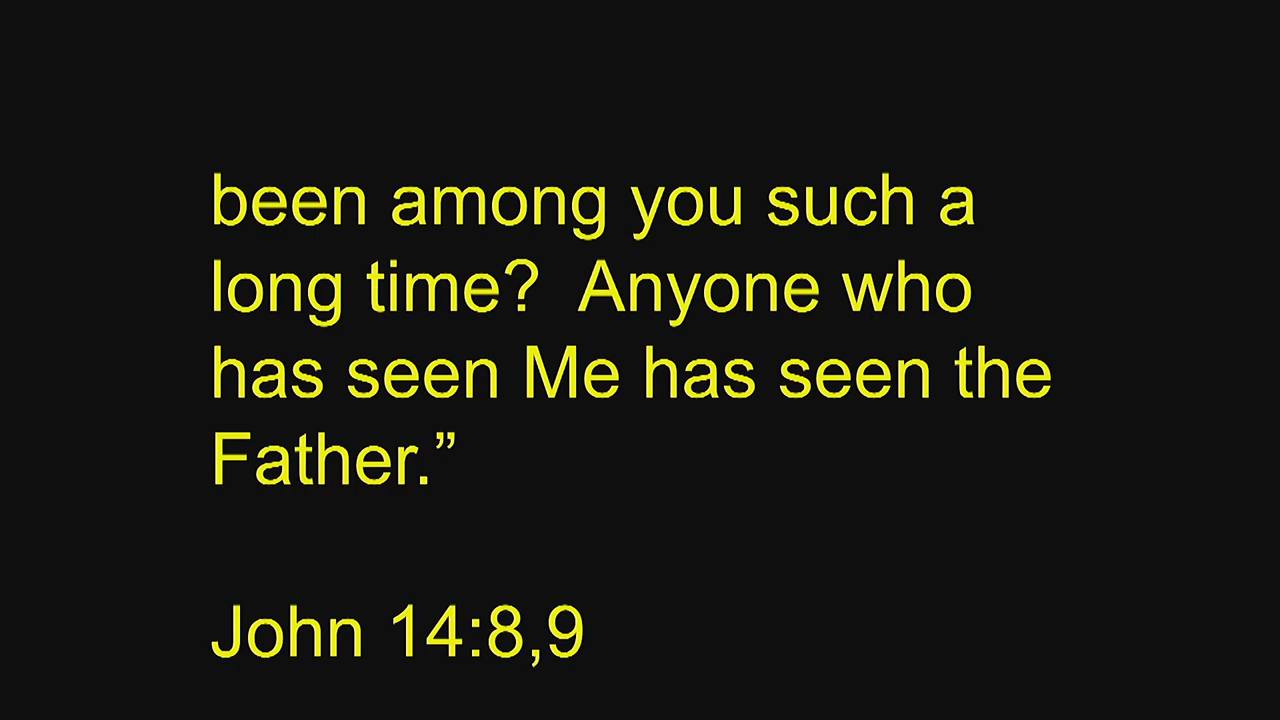 been among you such a
long time?  Anyone who
has seen Me has seen the
Father.”
John 14:8,9